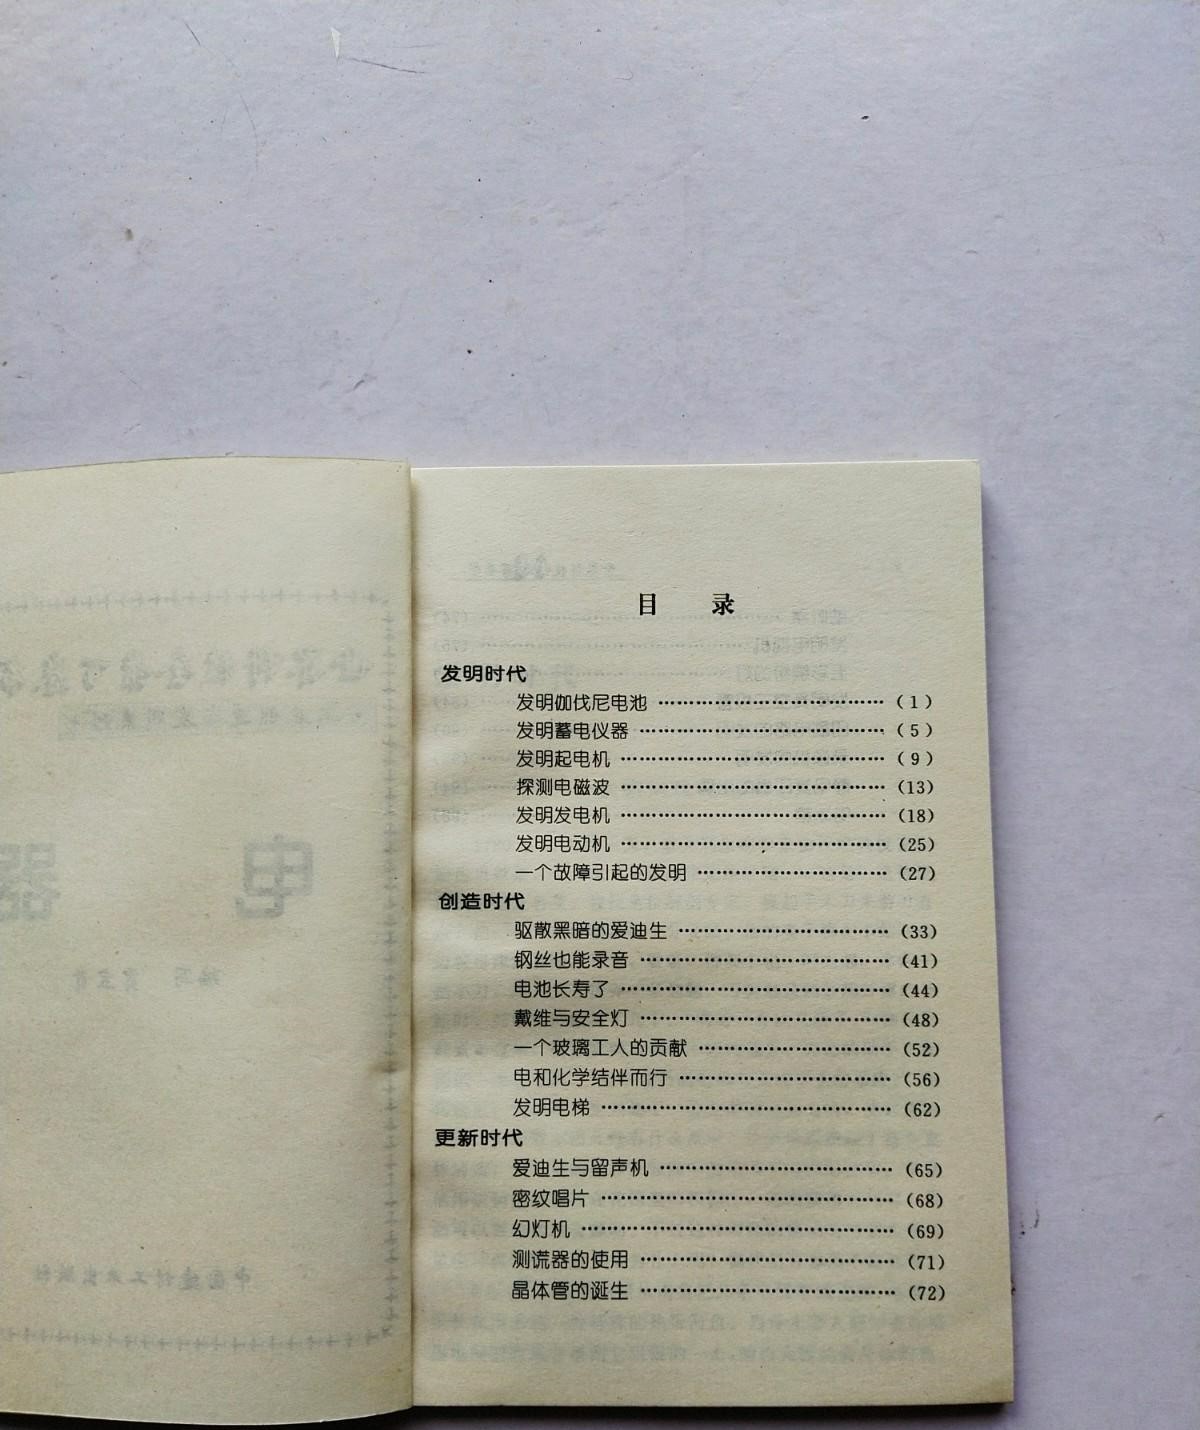 目 录
发明时代
发明伽伐尼电池 ……………………… (1)
发明蓄电仪器 ……………………… (5)
发明起电机 ……………………… (9)
探测电磁波 ……………………… (13)
发明发电机 ……………………… (18)
发明电动机 ……………………… (25)
一个故障引起的发明 ……………………… (27)
创造时代
驱散黑暗的爱迪生 ……………………… (33)
钢丝也能录音 ……………………… (41)
电池长寿了 ……………………… (44)
戴维与安全灯 ……………………… (48)
一个玻璃工人的贡献 ……………………… (52)
电和化学结伴而行 ……………………… (56)
发明电梯 ……………………… (62)
更新时代
爱迪生与留声机 ……………………… (65)
密纹唱片 ……………………… (68)
幻灯机 ……………………… (69)
测谎器的使用 ……………………… (71)
晶体管的诞生 ……………………… (72)